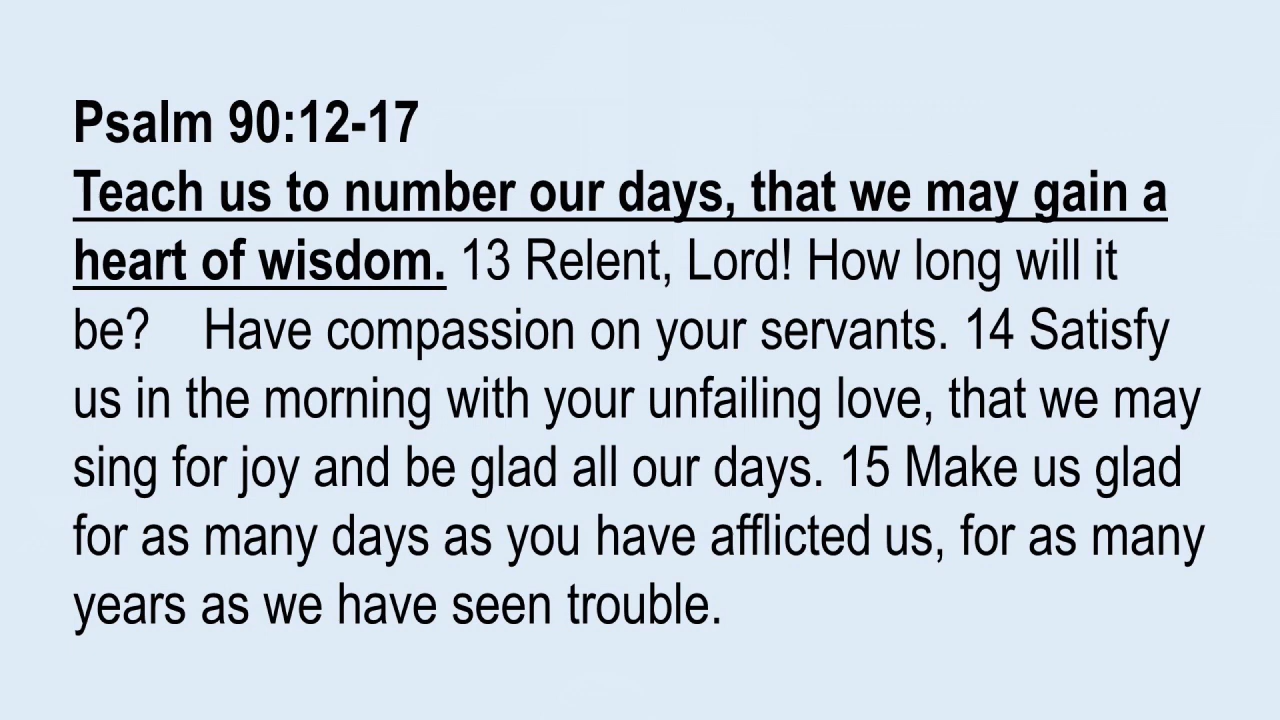 Psalm 90:12-17
Teach us to number our days, that we may gain a
heart of wisdom. 13 Relent, Lord! How long will it
be?    Have compassion on your servants. 14 Satisfy
us in the morning with your unfailing love, that we may
sing for joy and be glad all our days. 15 Make us glad
for as many days as you have afflicted us, for as many
years as we have seen trouble.